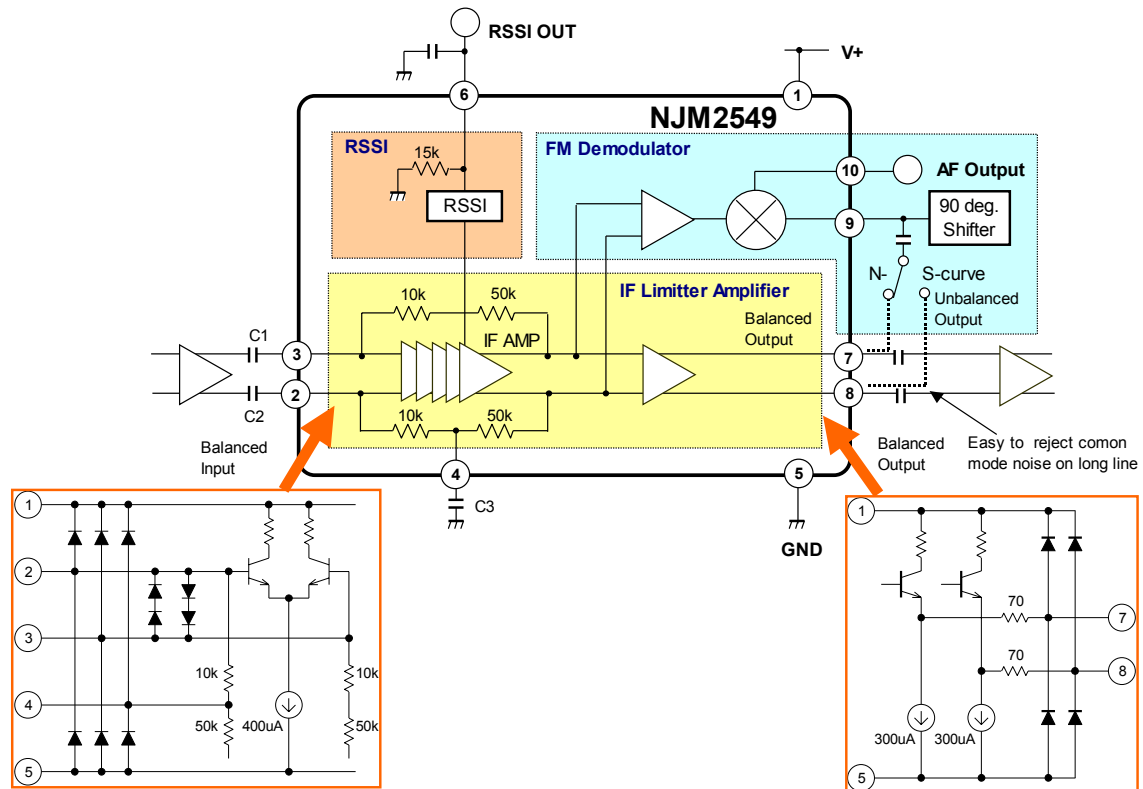 RSSI OUT
V+
6
1
NJM2549
RSSI
15k
RSSI
FM Demodulator
10
AF Output
9
90 deg.
Shifter
N-
S-curve
Unbalanced
Output
IF Limitter Amplifier
10k
50k
IF AMP
Balanced
Output
C1
3
7
2
8
C2
10k
50k
Balanced
Input
4
C3
5
GND
Balanced
Output
Easy to reject comon
mode noise on long line
1
2
3
4
5
10k
50k
400uA
10k
50k
1
70
7
70
8
300uA
300uA
5